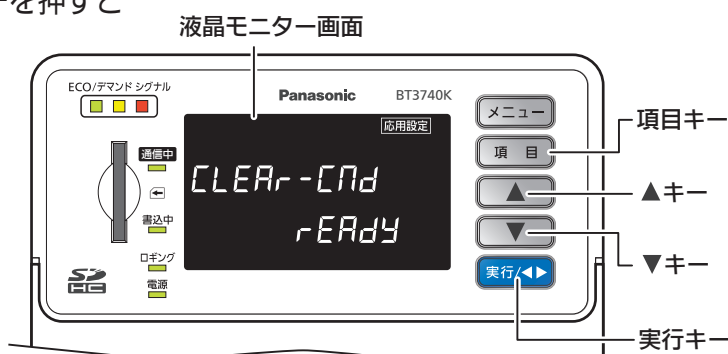 ーを押すと
液晶モニター画面
ECO/デマンド シグナル
Panasonic BT3740K
応用設定
メニュー
項目キー
通信中
項 目
CLEAr-CMd
▲
▲キー
書込中
rEAdY
▼
▼キー
ロギング
SD HC
電源
実行/◀▶
実行キー